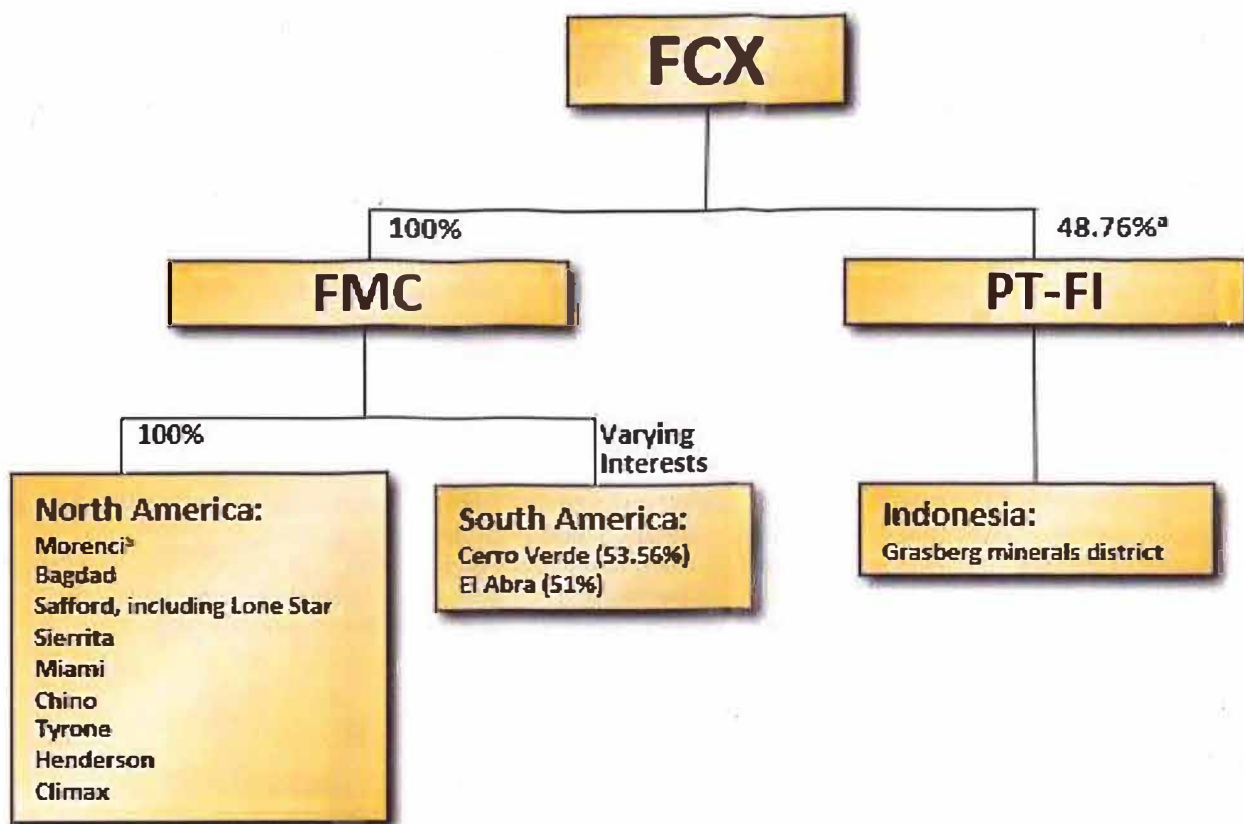 FCX
100%
48.76%ª
FMC
PT-FI
100%
Varying
Interests
North America:
Morenciᵇ
Bagdad
Safford, including Lone Star
Sierrita
Miami
Chino
Tyrone
Henderson
Climax
South America:
Cerro Verde (53.56%)
El Abra (51%)
Indonesia:
Grasberg minerals district